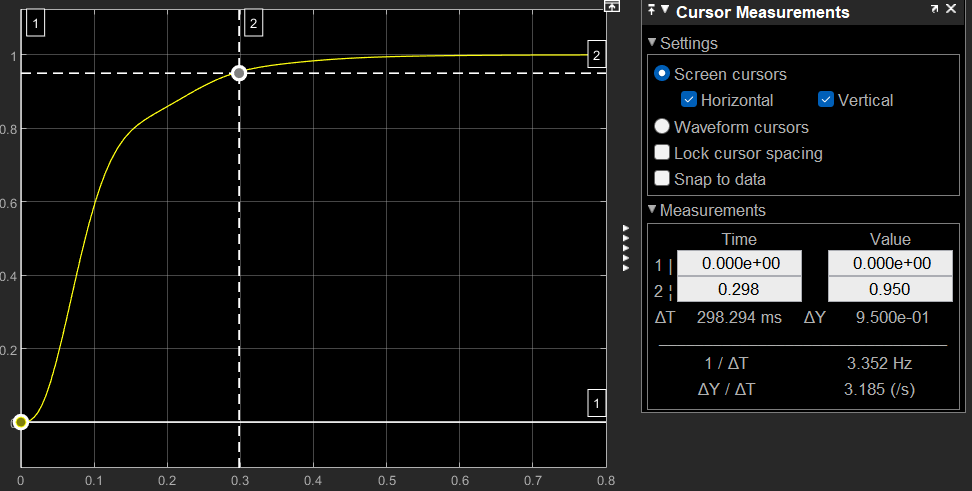 1
2
2
1
1
0.8
0.6
0.4
0.2
0
0
0.1
0.2
0.3
0.4
0.5
0.6
0.7
0.8
Cursor Measurements
Settings
Screen cursors
Horizontal Vertical
Waveform cursors
Lock cursor spacing
Snap to data
Measurements
Time Value
1 | 0.000e+00 0.000e+00
2 ¦ 0.298 0.950
ΔT 298.294 ms ΔY 9.500e-01
1 / ΔT 3.352 Hz
ΔY / ΔT 3.185 (/s)